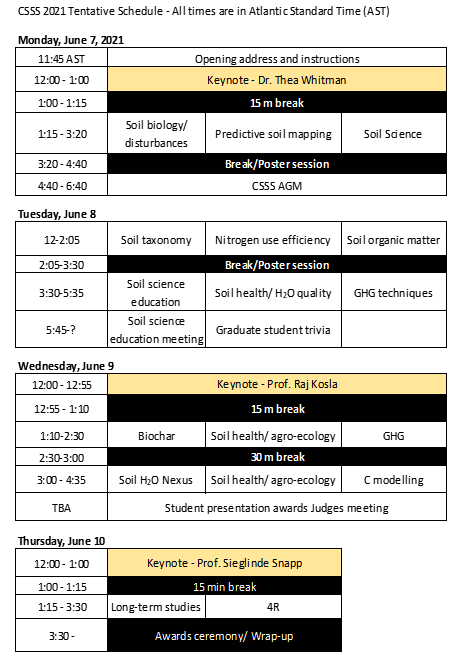 CSSS 2021 Tentative Schedule - All times are in Atlantic Standard Time (AST)
Monday, June 7, 2021
11:45 AST Opening address and instructions
12:00 - 1:00 Keynote - Dr. Thea Whitman
1:00 - 1:15 15 m break
1:15 - 3:20 Soil biology/ disturbances Predictive soil mapping Soil Science
3:20 - 4:40 Break/Poster session
4:40 - 6:40 CSSS AGM
Tuesday, June 8
12-2:05 Soil taxonomy Nitrogen use efficiency Soil organic matter
2:05-3:30 Break/Poster session
3:30-5:35 Soil science education Soil health/ H2O quality GHG techniques
5:45-? Soil science education meeting Graduate student trivia
Wednesday, June 9
12:00 - 12:55 Keynote - Prof. Raj Kosla
12:55 - 1:10 15 m break
1:10-2:30 Biochar Soil health/ agro-ecology GHG
2:30-3:00 30 m break
3:00 - 4:35 Soil H2O Nexus Soil health/ agro-ecology C modelling
TBA Student presentation awards Judges meeting
Thursday, June 10
12:00 - 1:00 Keynote - Prof. Sieglinde Snapp
1:00 - 1:15 15 min break
1:15 - 3:30 Long-term studies 4R
3:30 - Awards ceremony/ Wrap-up